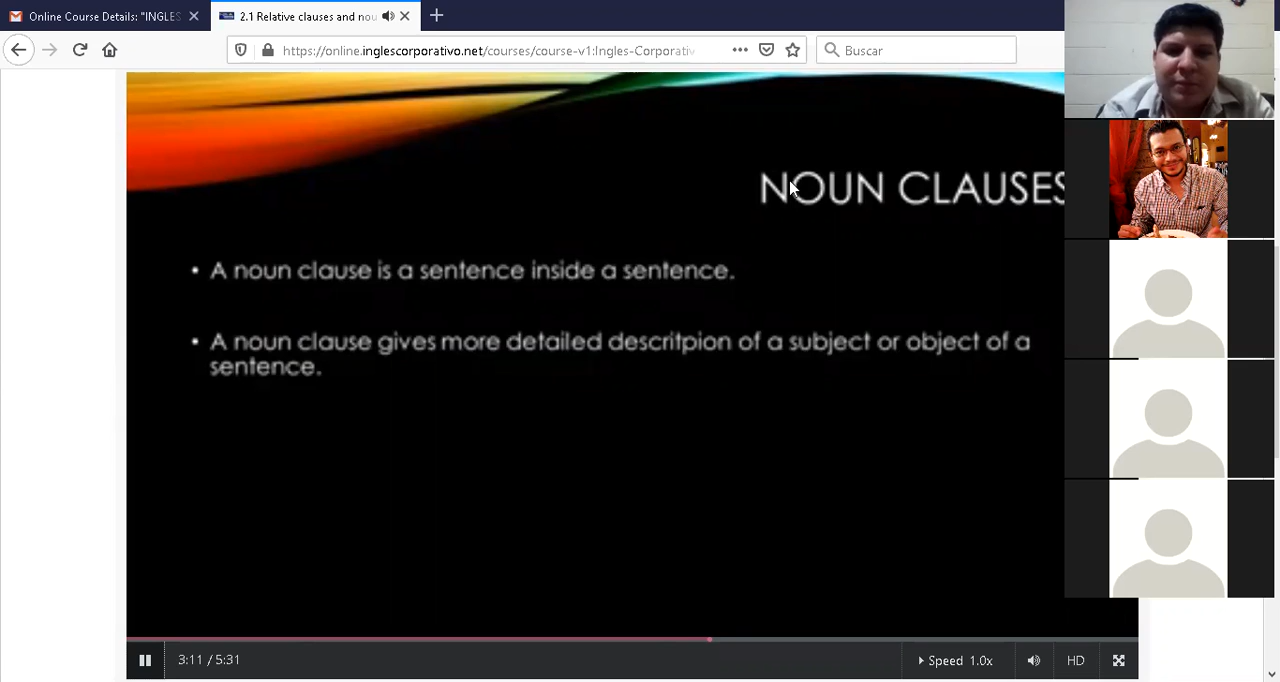 Online Course Details: "INGLES
2.1 Relative clauses and nou
https://online.inglescorporativo.net/courses/course-v1:Ingles-Corporativ
Buscar
NOUN CLAUSES
• A noun clause is a sentence inside a sentence.
• A noun clause gives more detailed descritpion of a subject or object of a
sentence.
3:11 / 5:31
Speed 1.0x
HD